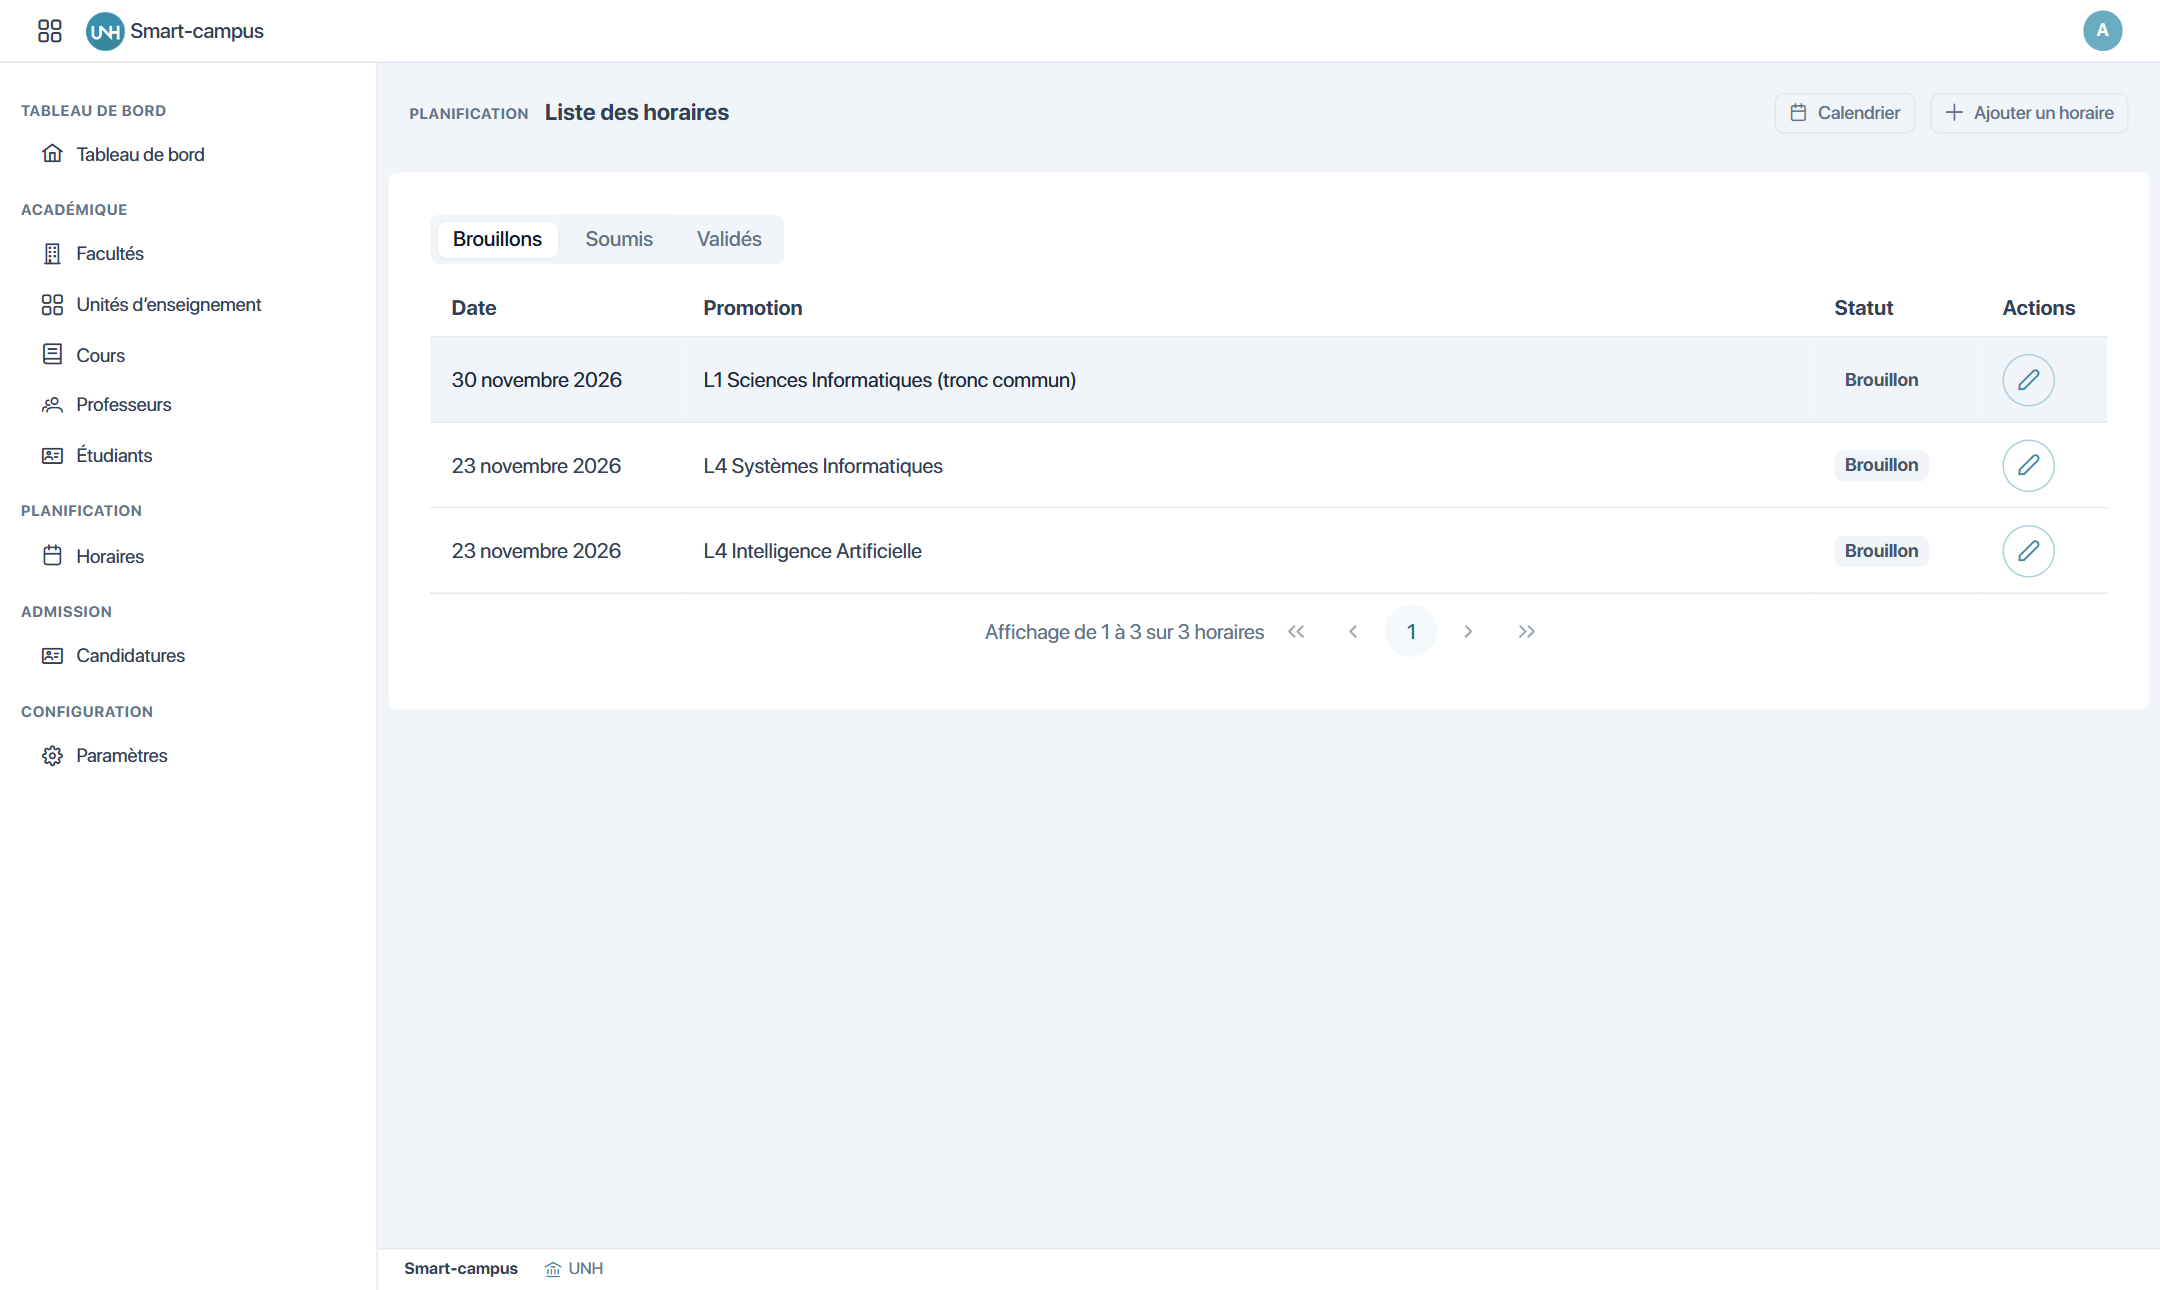 UNH Smart-campus
A
TABLEAU DE BORD
Tableau de bord
ACADÉMIQUE
Facultés
Unités d'enseignement
Cours
Professeurs
Étudiants
PLANIFICATION
Horaires
ADMISSION
Candidatures
CONFIGURATION
Paramètres
PLANIFICATION Liste des horaires
Calendrier
Ajouter un horaire
Brouillons Soumis Validés
Date Promotion Statut Actions
30 novembre 2026 L1 Sciences Informatiques (tronc commun) Brouillon
23 novembre 2026 L4 Systèmes Informatiques Brouillon
23 novembre 2026 L4 Intelligence Artificielle Brouillon
Affichage de 1 à 3 sur 3 horaires 1
Smart-campus UNH